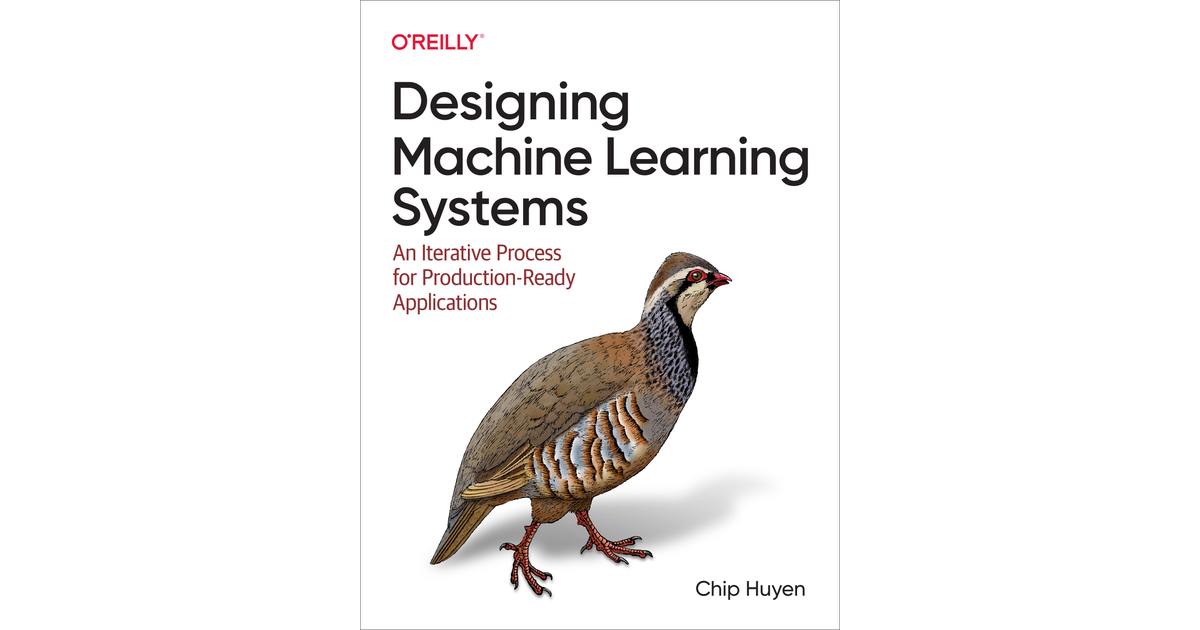 O'REILLY®
Designing
Machine Learning
Systems
An Iterative Process
for Production-Ready
Applications
Chip Huyen